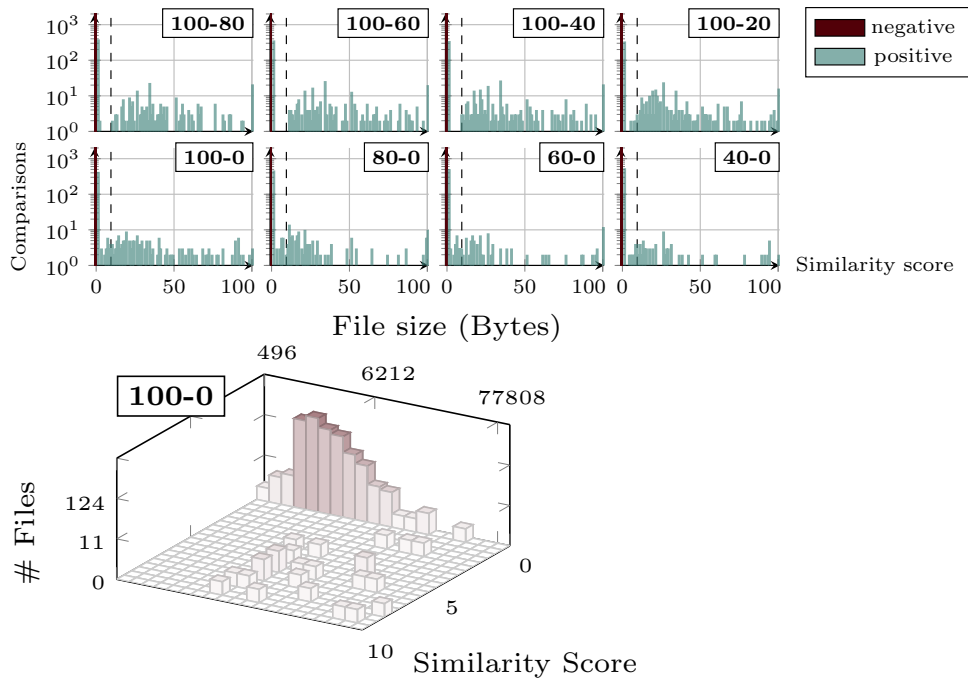 100-80 100-60 100-40 100-20
negative
positive
10³
10²
10¹
10⁰
Comparisons
100-0 80-0 60-0 40-0
10³
10²
10¹
10⁰
0 50 100 0 50 100 0 50 100 0 50 100
Similarity score
File size (Bytes)
496
6212
77808
100-0
# Files
124
11
0
0
5
10
Similarity Score